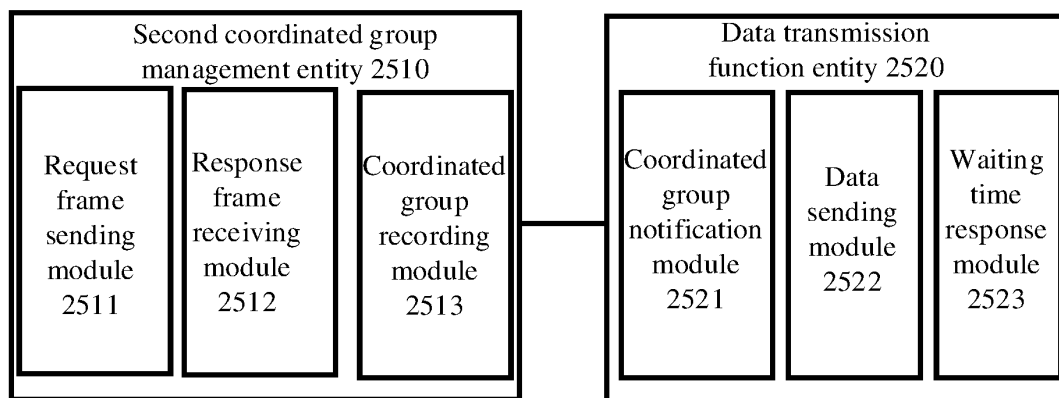 Second coordinated group
management entity 2510
Request
frame
sending
module
2511
Response
frame
receiving
module
2512
Coordinated
group
recording
module
2513
Data transmission
function entity 2520
Coordinated
group
notification
module
2521
Data
sending
module
2522
Waiting
time
response
module
2523